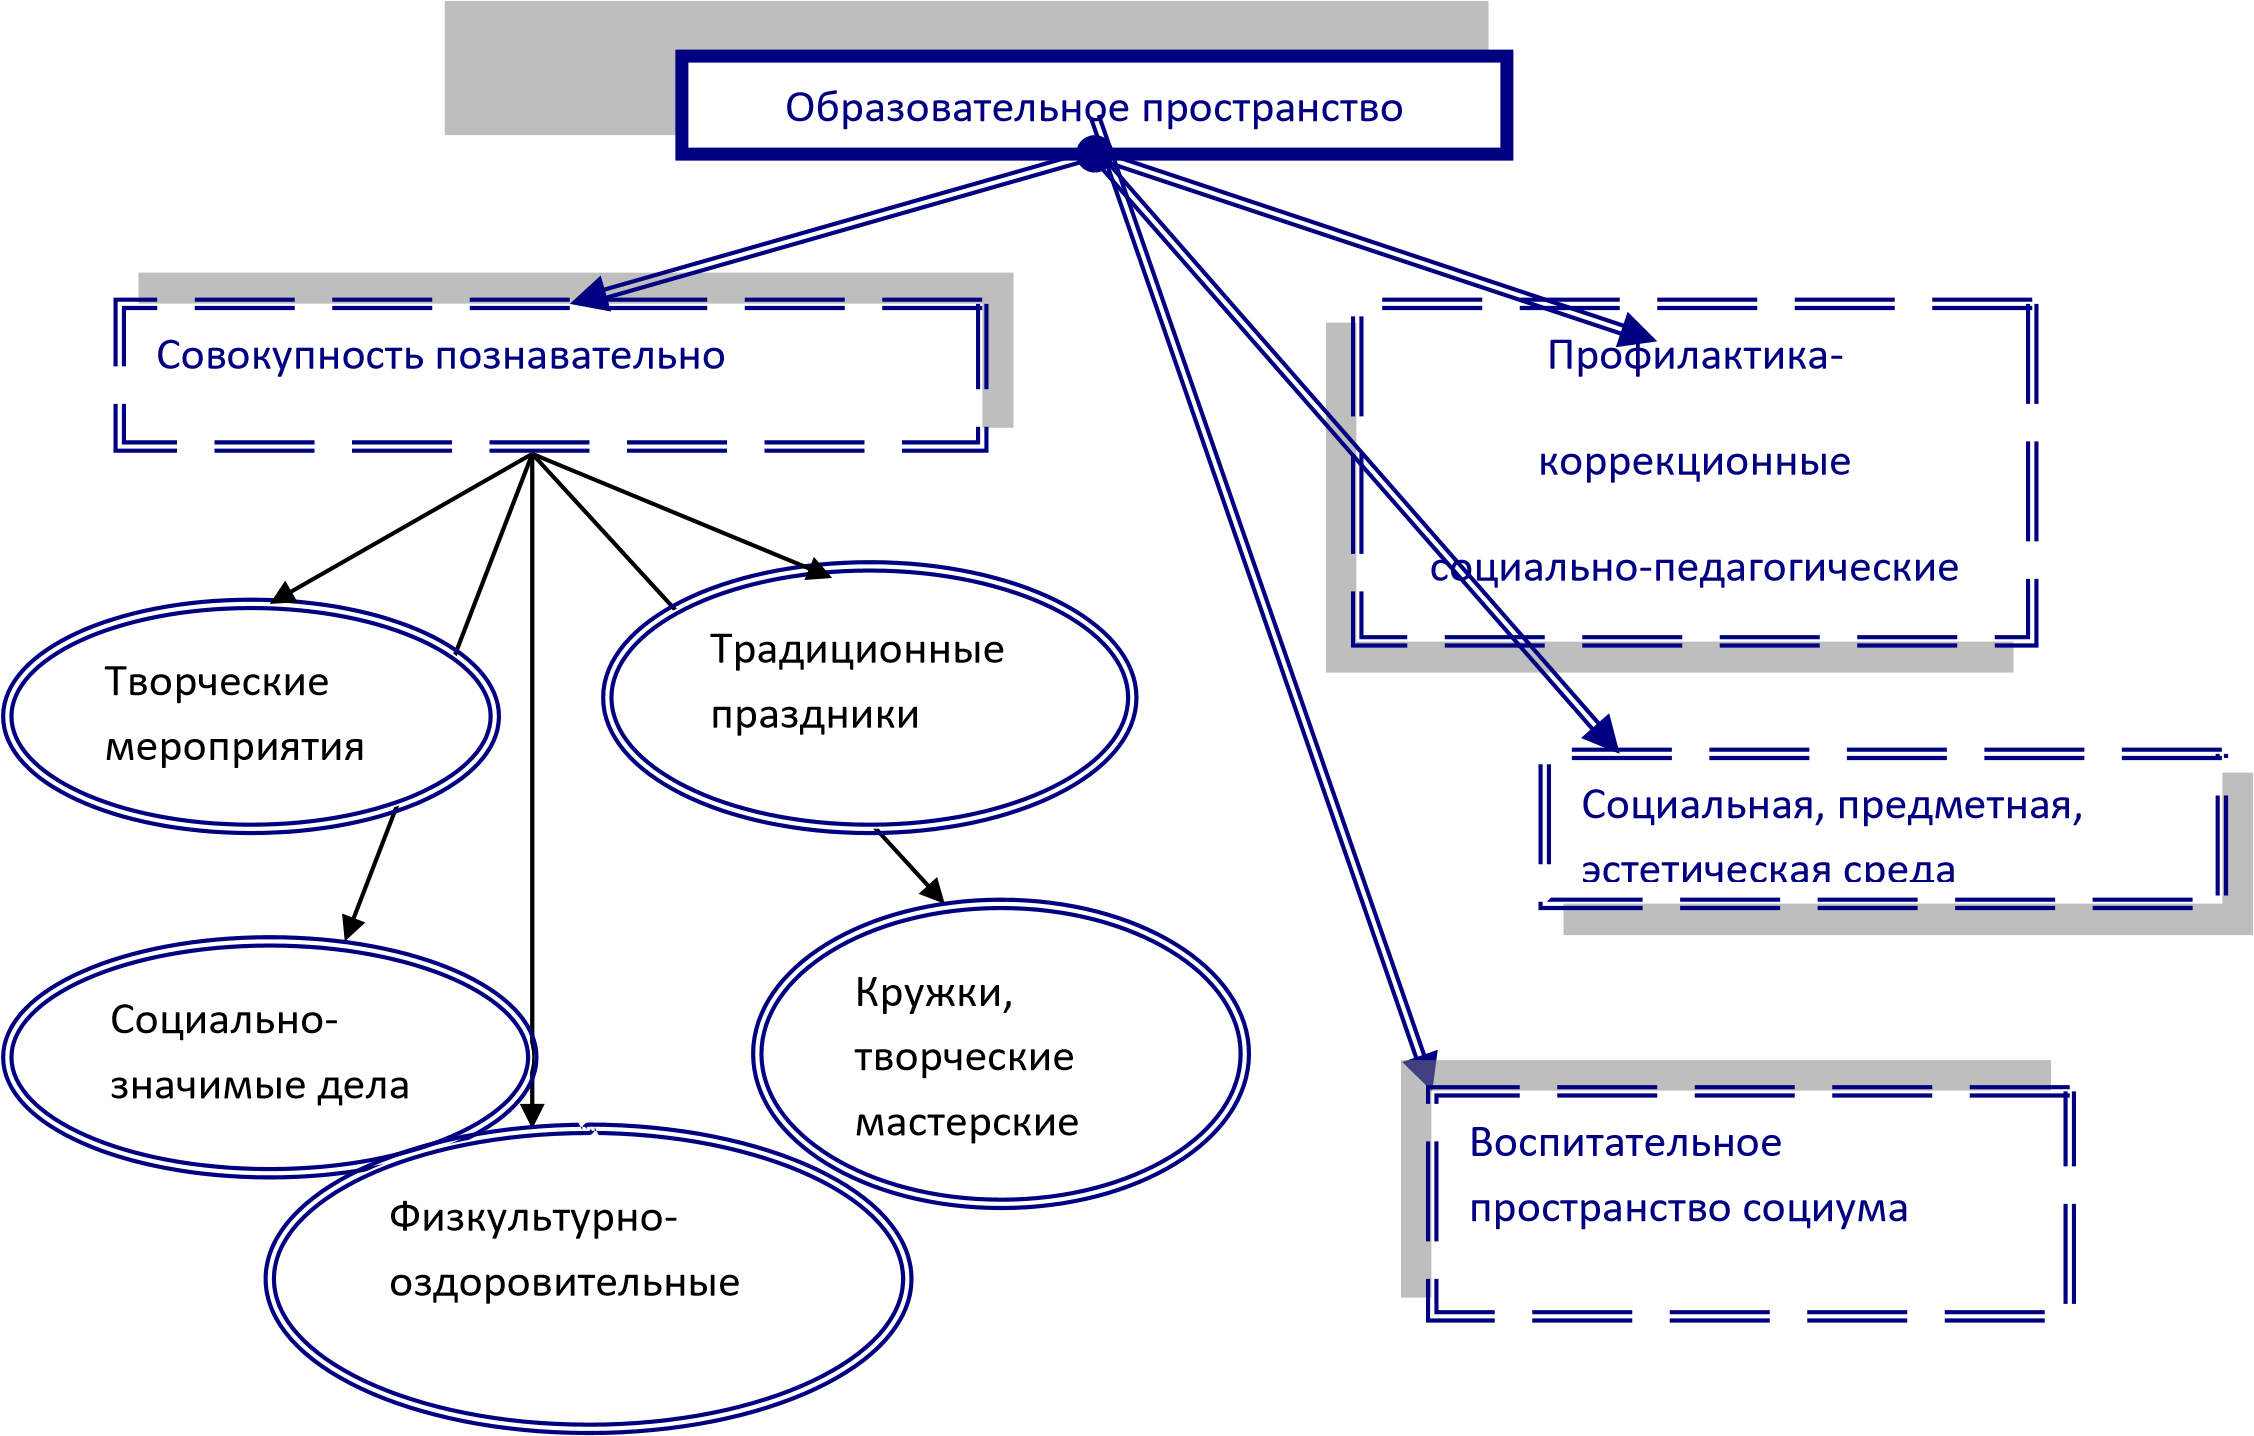 Образовательное пространство
Совокупность познавательно
Профилактика-
коррекционные
социально-педагогические
Творческие
мероприятия
Традиционные
праздники
Социальная, предметная,
эстетическая среда
Социально-
значимые дела
Кружки,
творческие
мастерские
Воспитательное
пространство социума
Физкультурно-
оздоровительные